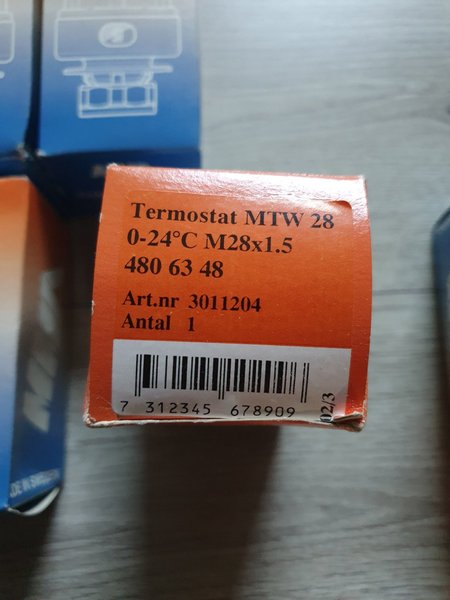 Termostat MTW 28
0-24°C M28x1.5
480 63 48
Art.nr 3011204
Antal 1
7 312345 678909
02/3